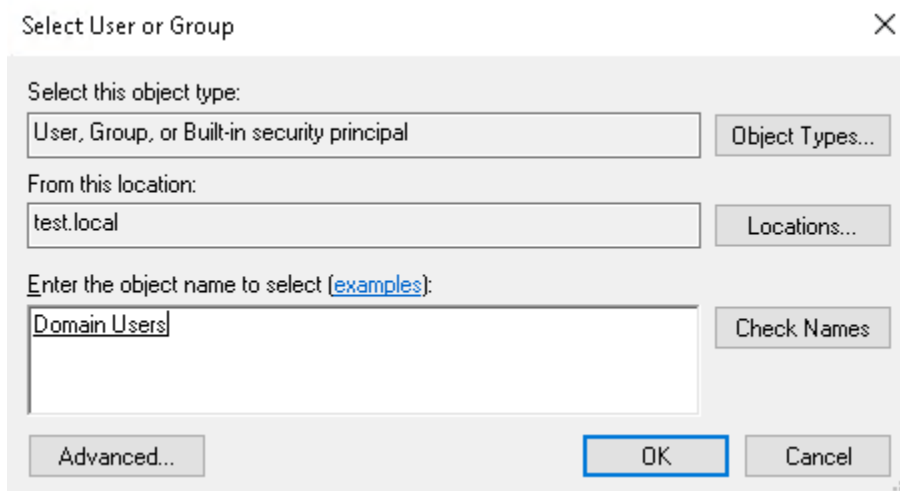 Select User or Group
Select this object type:
User, Group, or Built-in security principal
Object Types...
From this location:
test.local
Locations...
Enter the object name to select (examples):
Domain Users
Check Names
Advanced...
OK
Cancel